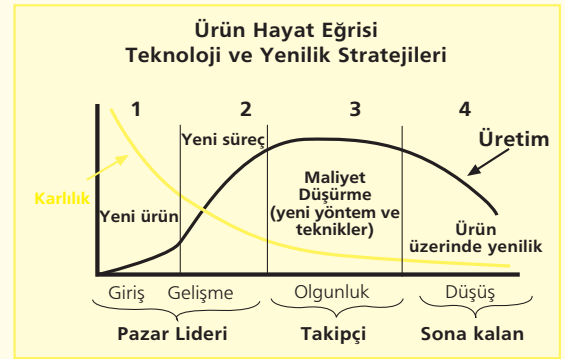 Ürün Hayat Eğrisi
Teknoloji ve Yenilik Stratejileri
1 2 3 4
Yeni süreç
Üretim
Karlılık
Yeni ürün
Maliyet
Düşürme
(yeni yöntem ve
teknikler)
Ürün
üzerinde yenilik
Giriş Gelişme Olgunluk Düşüş
Pazar Lideri Takipçi Sona kalan